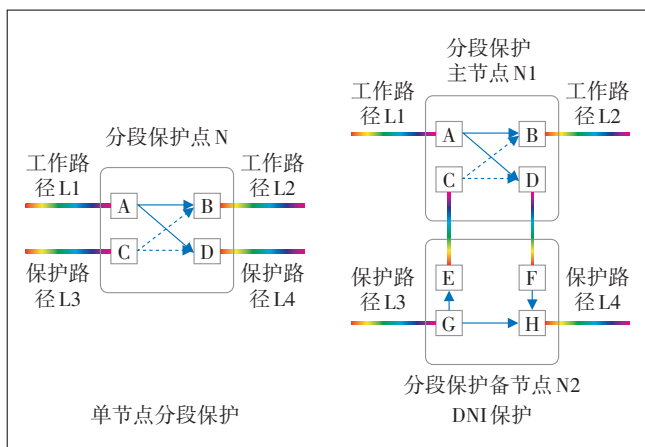 分段保护点 N
工作路
径 L1
工作路
径 L2
A
B
C
D
保护路
径 L3
保护路
径 L4
单节点分段保护
分段保护
主节点 N1
工作路
径 L1
工作路
径 L2
A
B
C
D
E
F
保护路
径 L3
保护路
径 L4
G
H
分段保护备节点 N2
DNI 保护